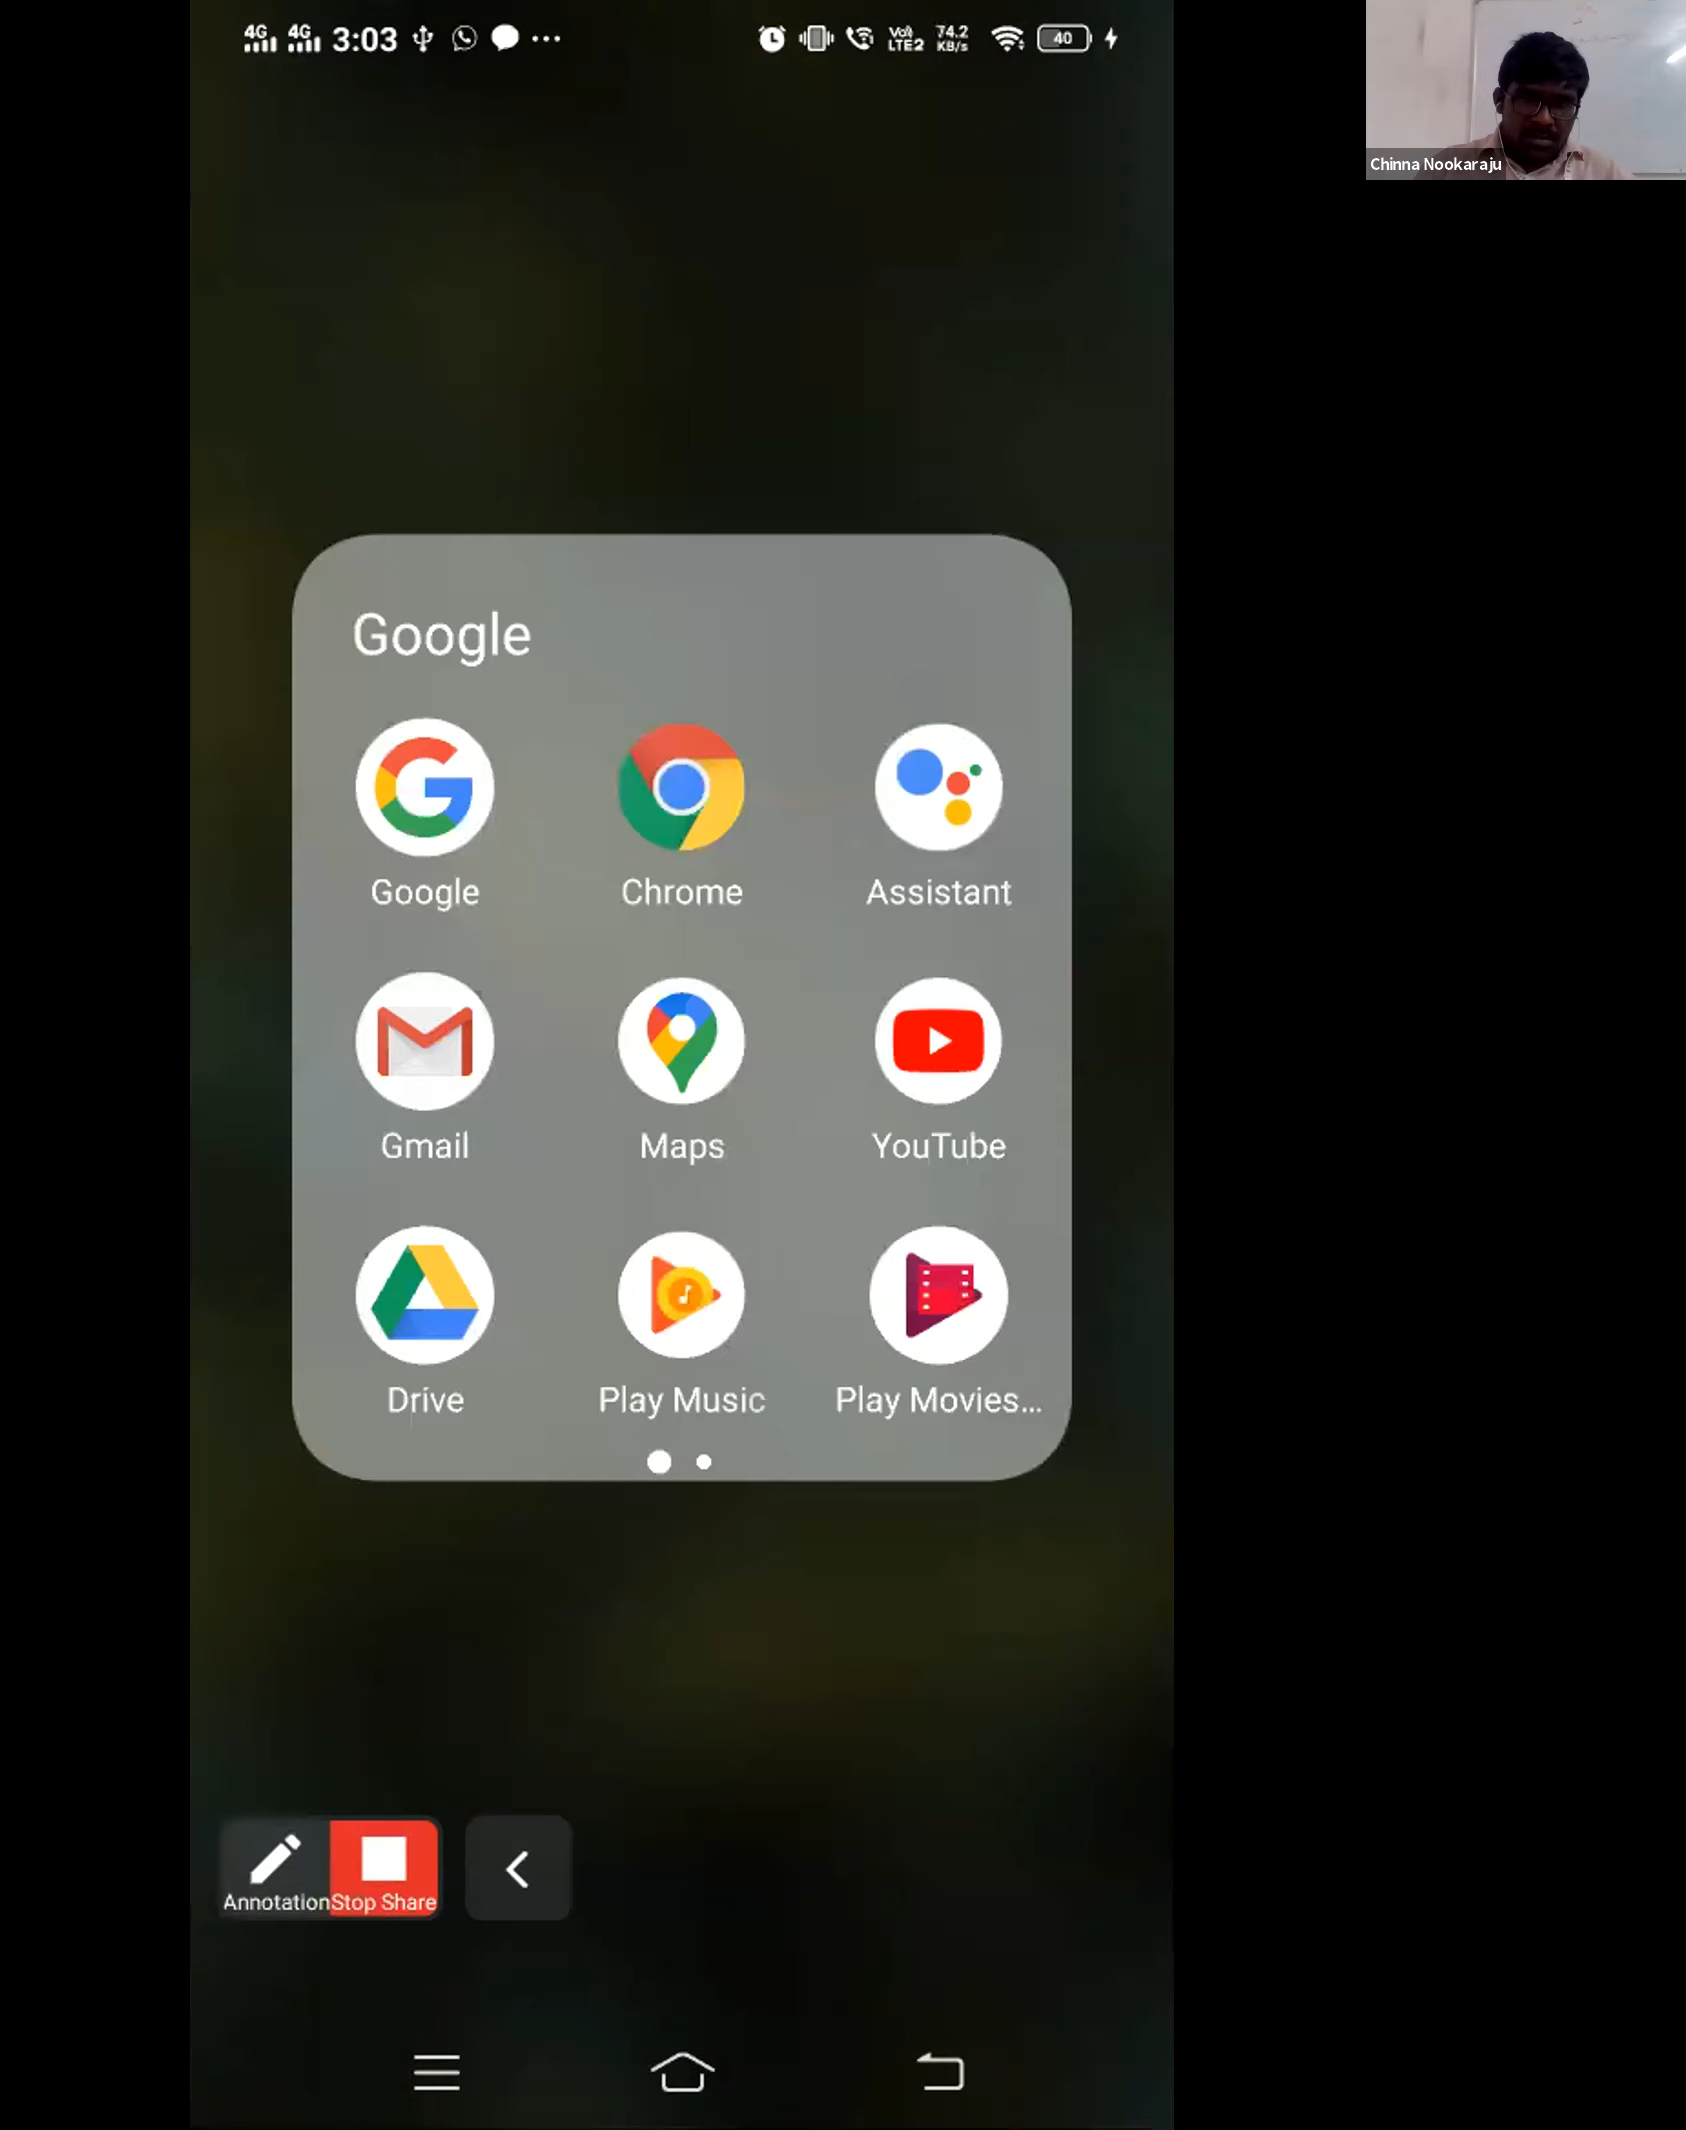 4G 4G 3:03 VoN LTE2 74.2 KB/s 40
Chinna Nookaraju
Google
Google Chrome Assistant
Gmail Maps YouTube
Drive Play Music Play Movies...
Annotation Stop Share